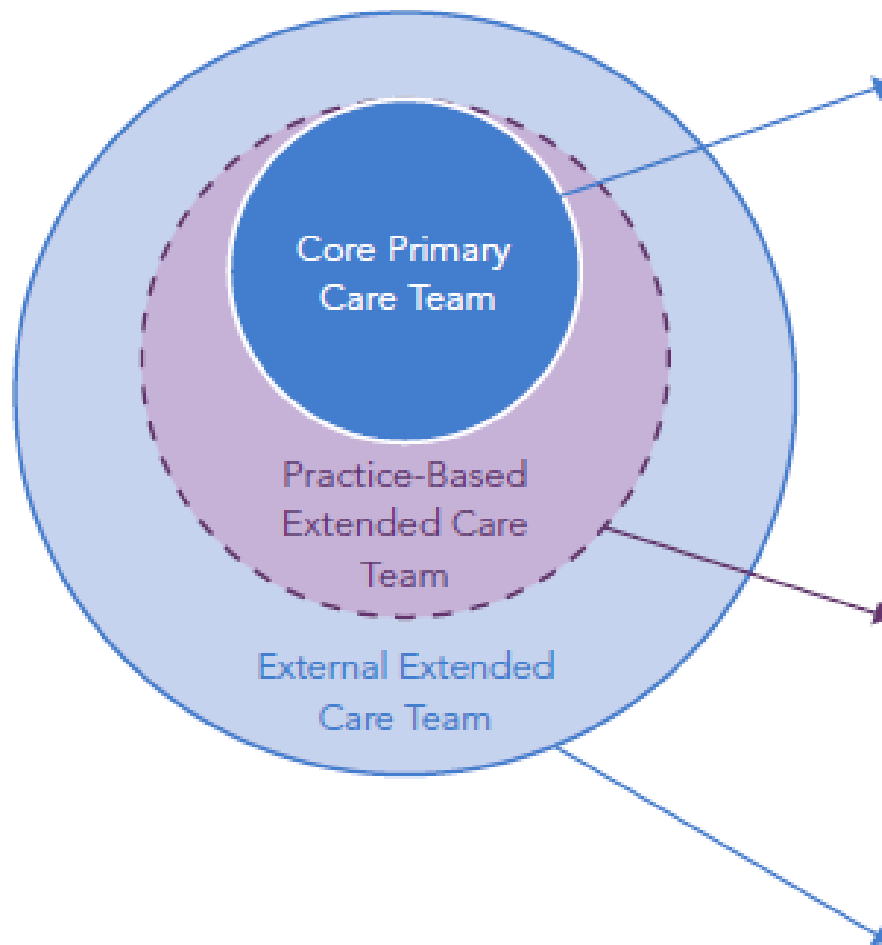 Core Primary
Care Team
Practice-Based
Extended Care
Team
External Extended
Care Team